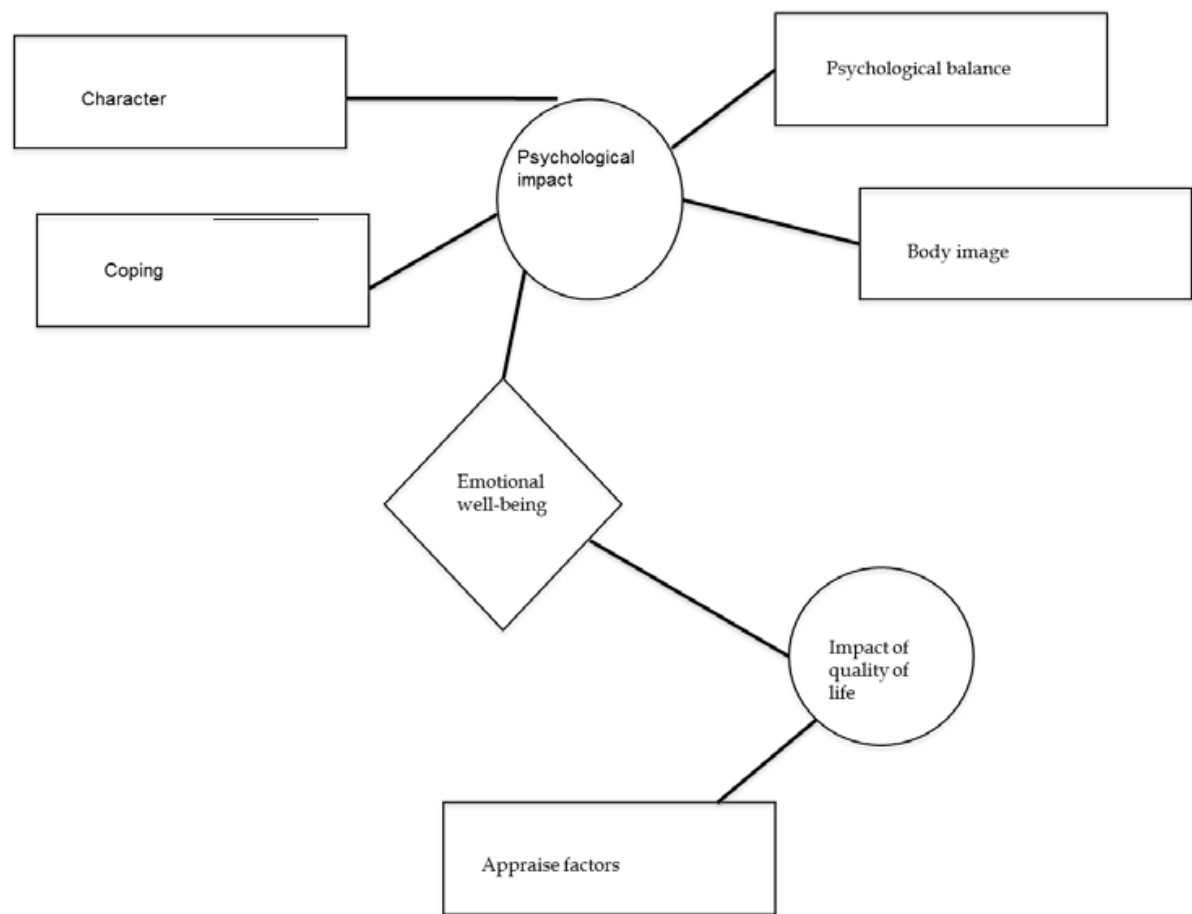 Character
Psychological balance
Psychological
impact
Coping
Body image
Emotional
well-being
Impact of
quality of
life
Appraise factors